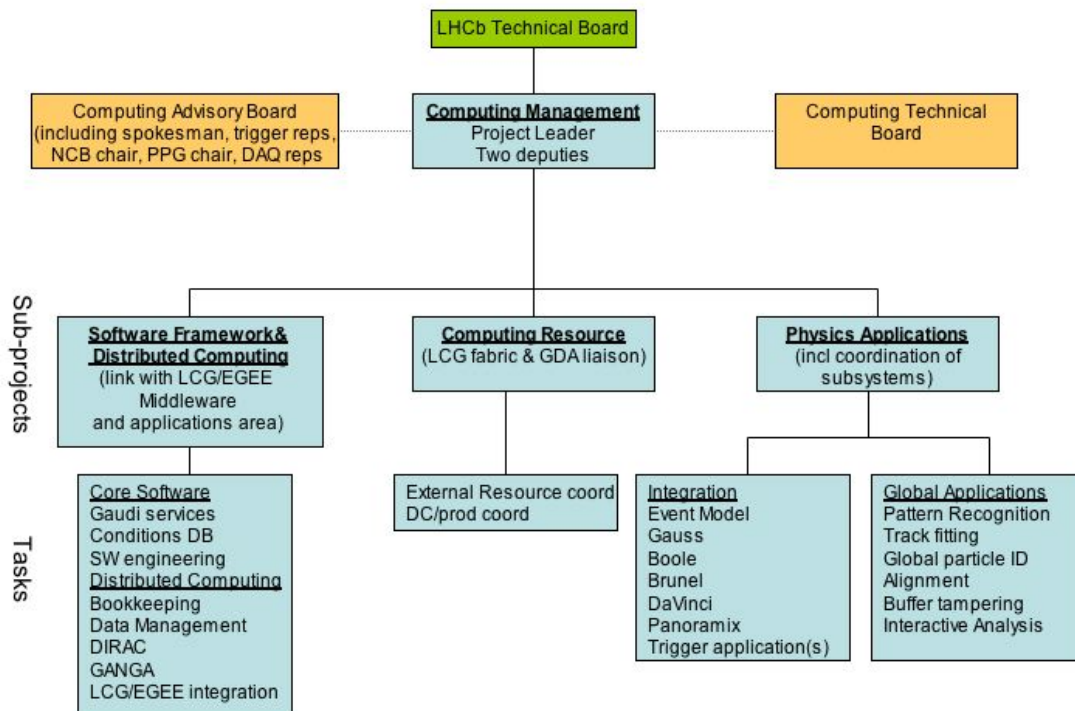 LHCb Technical Board
Computing Advisory Board
(including spokesman, trigger reps,
NCB chair, PPG chair, DAQ reps
Computing Management
Project Leader
Two deputies
Computing Technical
Board
Sub-projects
Software Framework&
Distributed Computing
(link with LCG/EGEE
Middleware
and applications area)
Computing Resource
(LCG fabric & GDA liaison)
Physics Applications
(incl coordination of
subsystems)
Tasks
Core Software
Gaudi services
Conditions DB
SW engineering
Distributed Computing
Bookkeeping
Data Management
DIRAC
GANGA
LCG/EGEE integration
External Resource coord
DC/prod coord
Integration
Event Model
Gauss
Boole
Brunel
DaVinci
Panoramix
Trigger application(s)
Global Applications
Pattern Recognition
Track fitting
Global particle ID
Alignment
Buffer tampering
Interactive Analysis